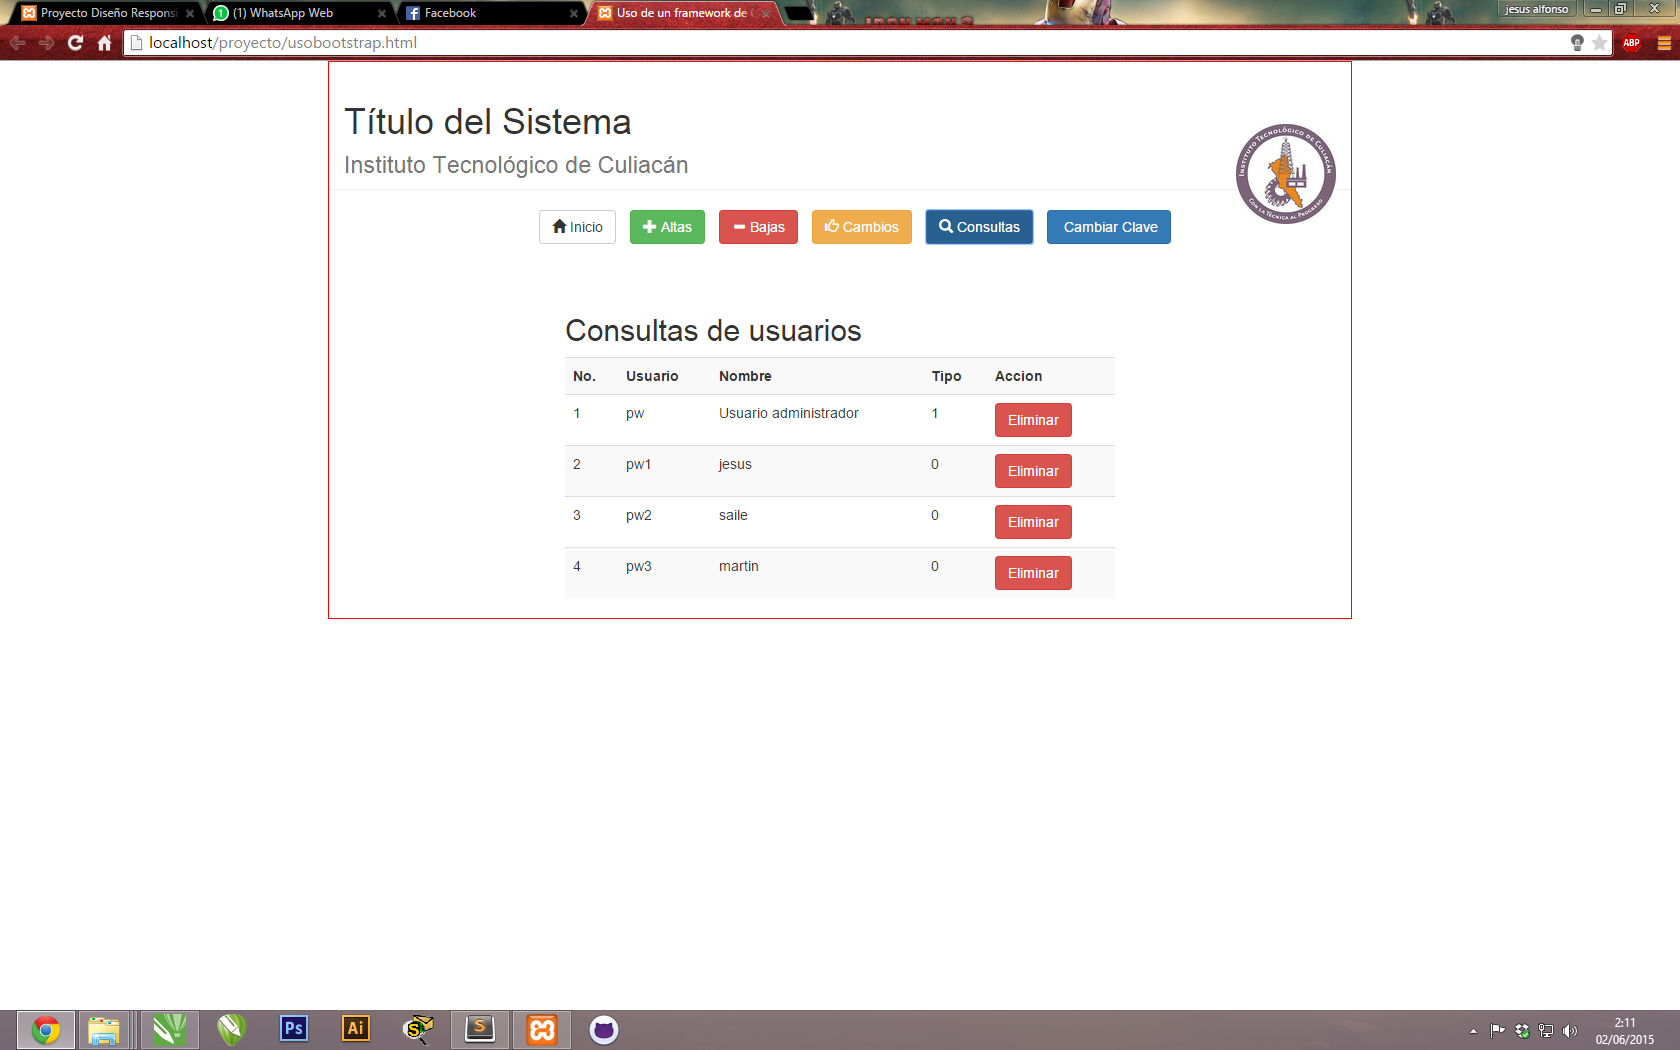 Proyecto Diseño Respons
(1) WhatsApp Web
Facebook
Uso de un framework de
jesus alfonso
localhost/proyecto/usobootstrap.html
ABP
Título del Sistema
Instituto Tecnológico de Culiacán
INSTITUTO TECNOLÓGICO DE CULIACÁN
CON LA TÉCNICA AL PROGRESO
Inicio Altas Bajas Cambios Consultas Cambiar Clave
Consultas de usuarios
No. Usuario Nombre Tipo Accion
1 pw Usuario administrador 1 Eliminar
2 pw1 jesus 0 Eliminar
3 pw2 saile 0 Eliminar
4 pw3 martin 0 Eliminar
Ps
Ai
S
S
2:11
02/06/2015